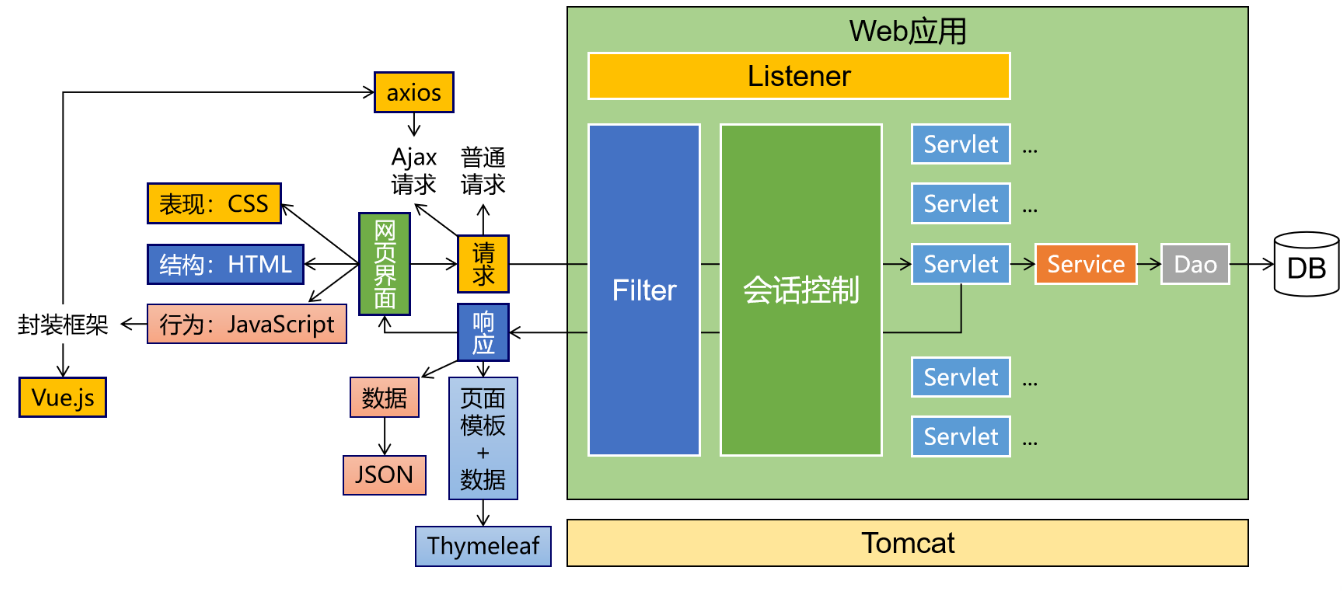 Web应用
Listener
axios
Ajax
请求
普通
请求
表现：CSS
结构：HTML
行为：JavaScript
封装框架
Vue.js
网页界面
请求
响应
数据
JSON
页面
模板
+
数据
Thymeleaf
Filter
会话控制
Servlet ...
Servlet ...
Servlet
Service
Dao
DB
Servlet ...
Servlet ...
Tomcat